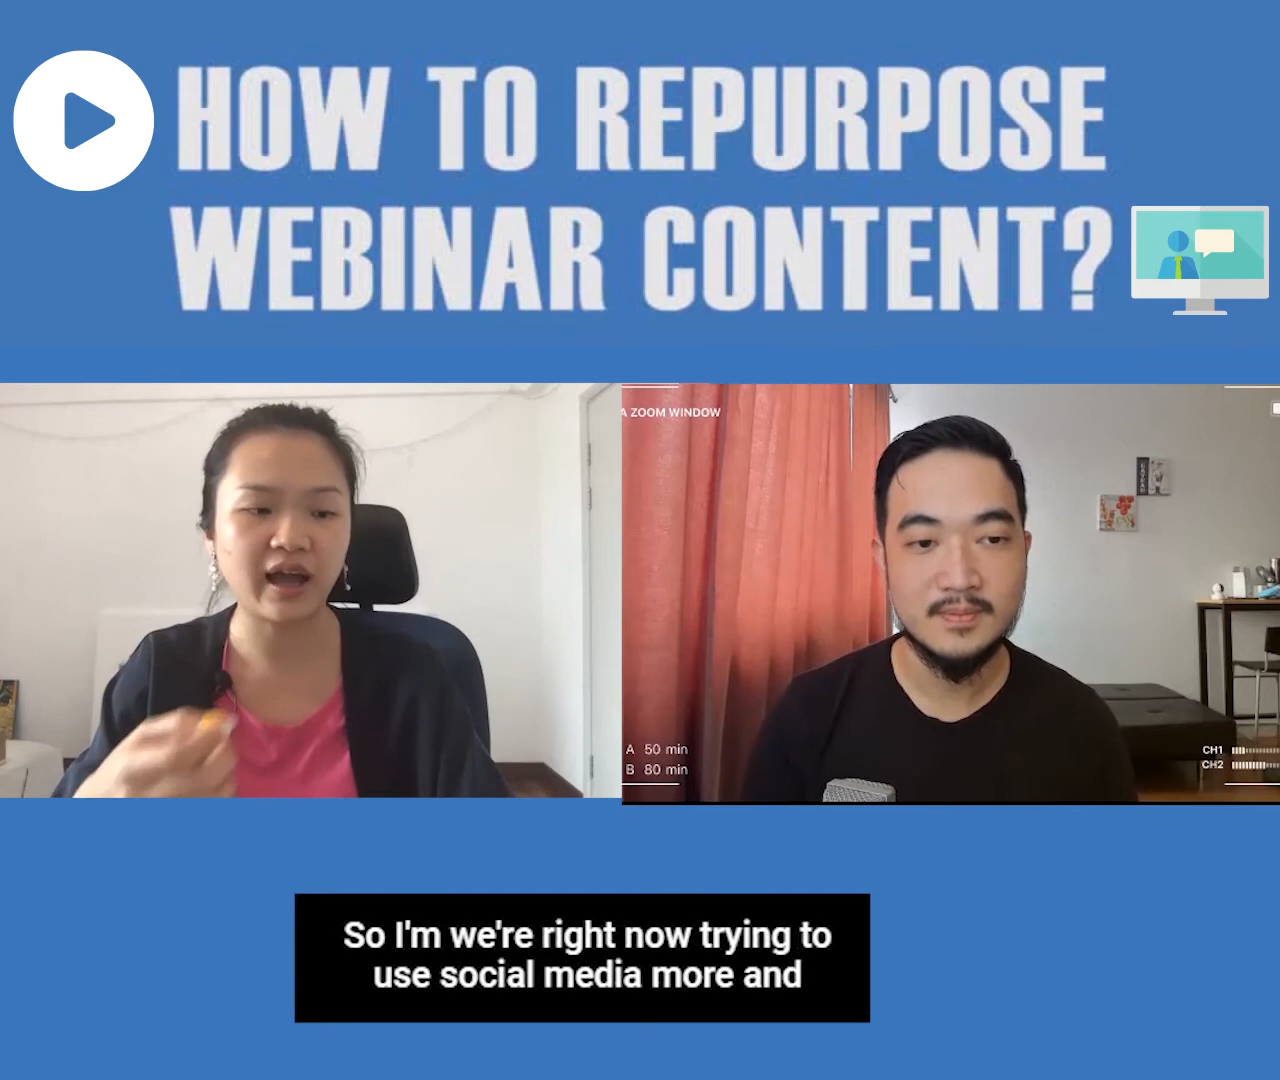 HOW TO REPURPOSE
WEBINAR CONTENT?
A ZOOM WINDOW
A 50 min
B 80 min
CH1
CH2
So I'm we're right now trying to
use social media more and